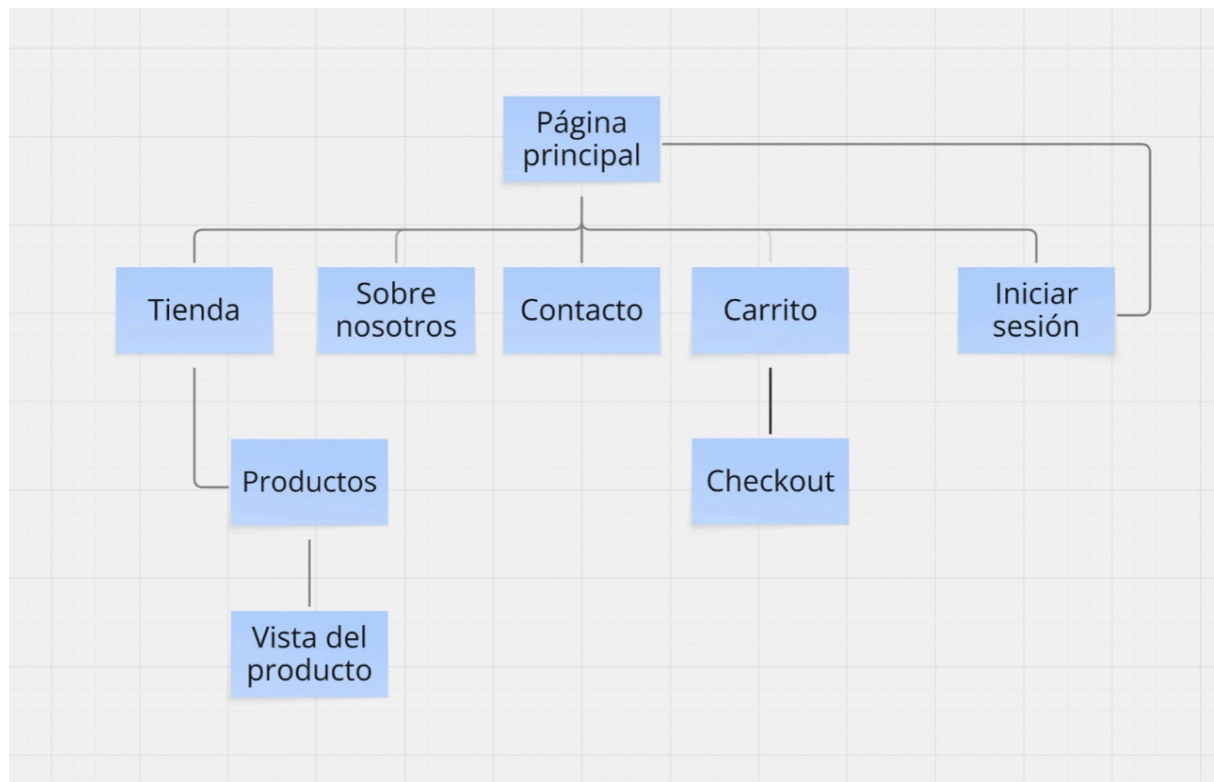 Página
principal
Tienda
Sobre
nosotros
Contacto
Carrito
Iniciar
sesión
Productos
Checkout
Vista del
producto